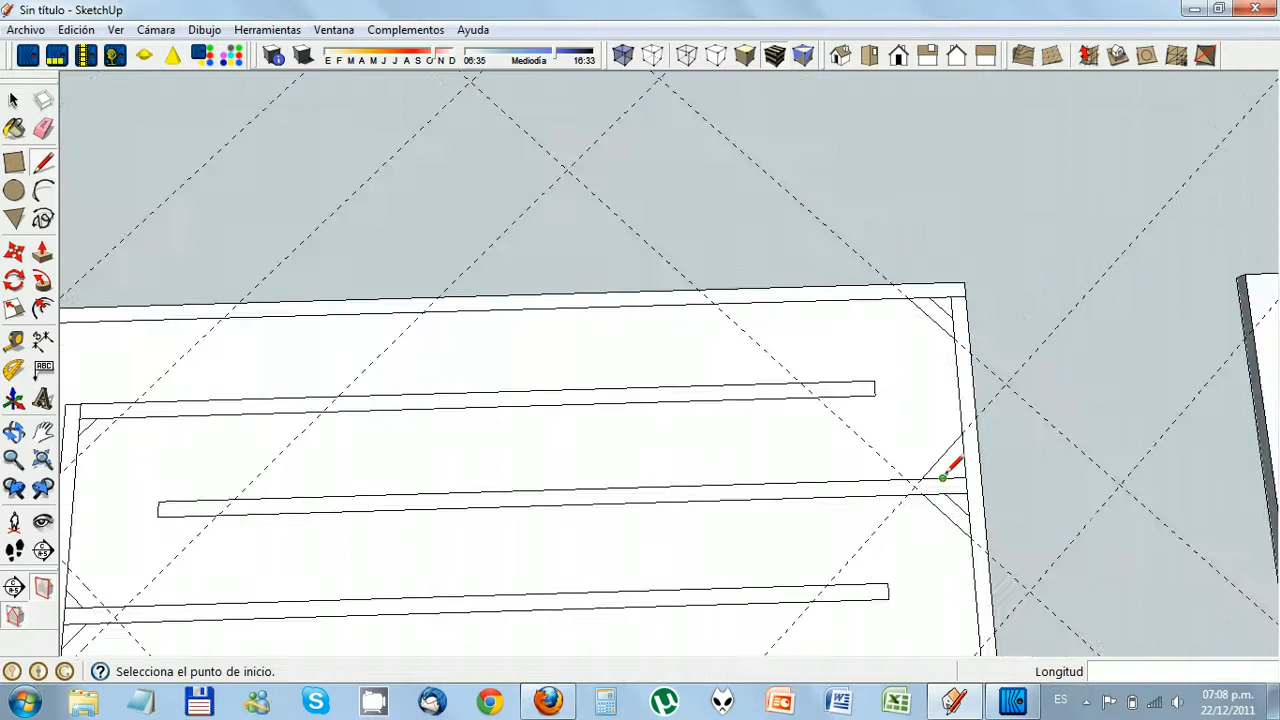 Sin título - SketchUp
Archivo Edición Ver Cámara Dibujo Herramientas Ventana Complementos Ayuda
E F M A M J J A S O N D 06:35 Mediodía 16:33
ABC
Selecciona el punto de inicio. Longitud
ES 07:08 p.m.
22/12/2011